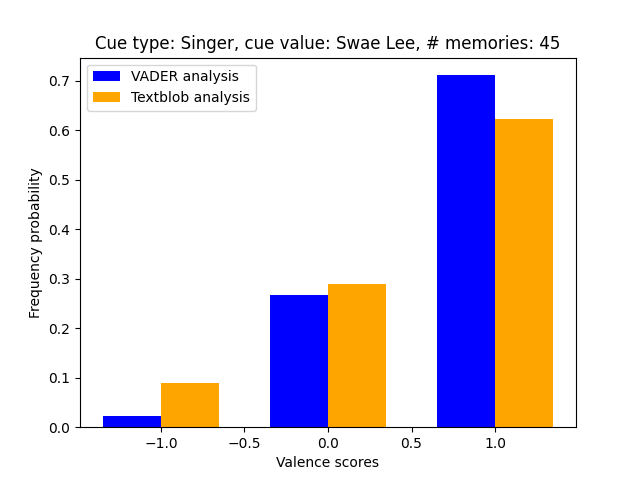 Cue type: Singer, cue value: Swae Lee, # memories: 45
VADER analysis
Textblob analysis
Frequency probability
0.7
0.6
0.5
0.4
0.3
0.2
0.1
0.0
−1.0 −0.5 0.0 0.5 1.0
Valence scores